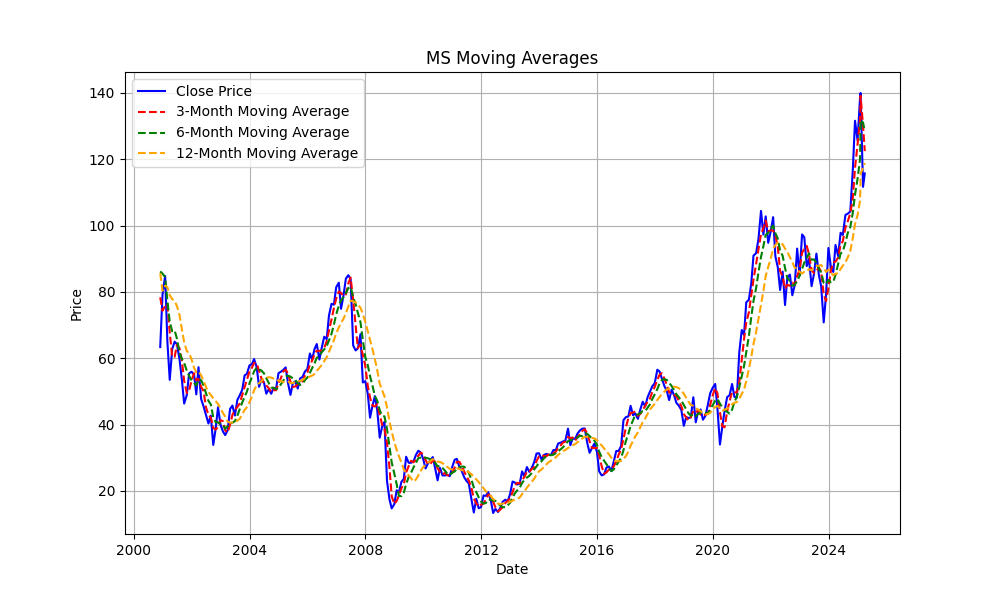 MS Moving Averages
Close Price
3-Month Moving Average
6-Month Moving Average
12-Month Moving Average
140
120
100
80
60
40
20
Price
2000 2004 2008 2012 2016 2020 2024
Date